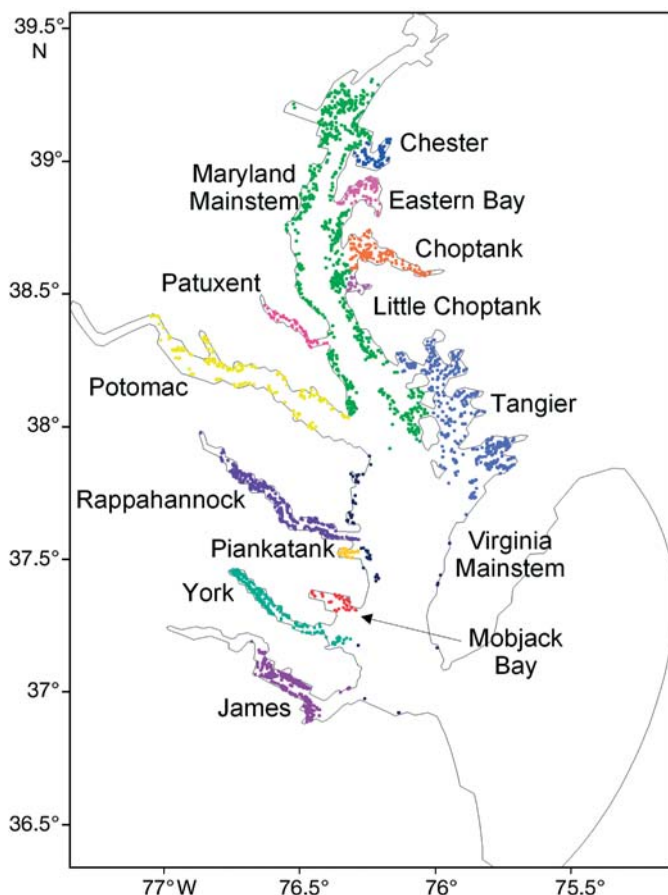 39.5°
N
39°
38.5°
38°
37.5°
37°
36.5°
Chester
Maryland
Mainstem
Eastern Bay
Choptank
Patuxent
Little Choptank
Potomac
Tangier
Rappahannock
Piankatank
Virginia
Mainstem
York
Mobjack
Bay
James
77°W
76.5°
76°
75.5°